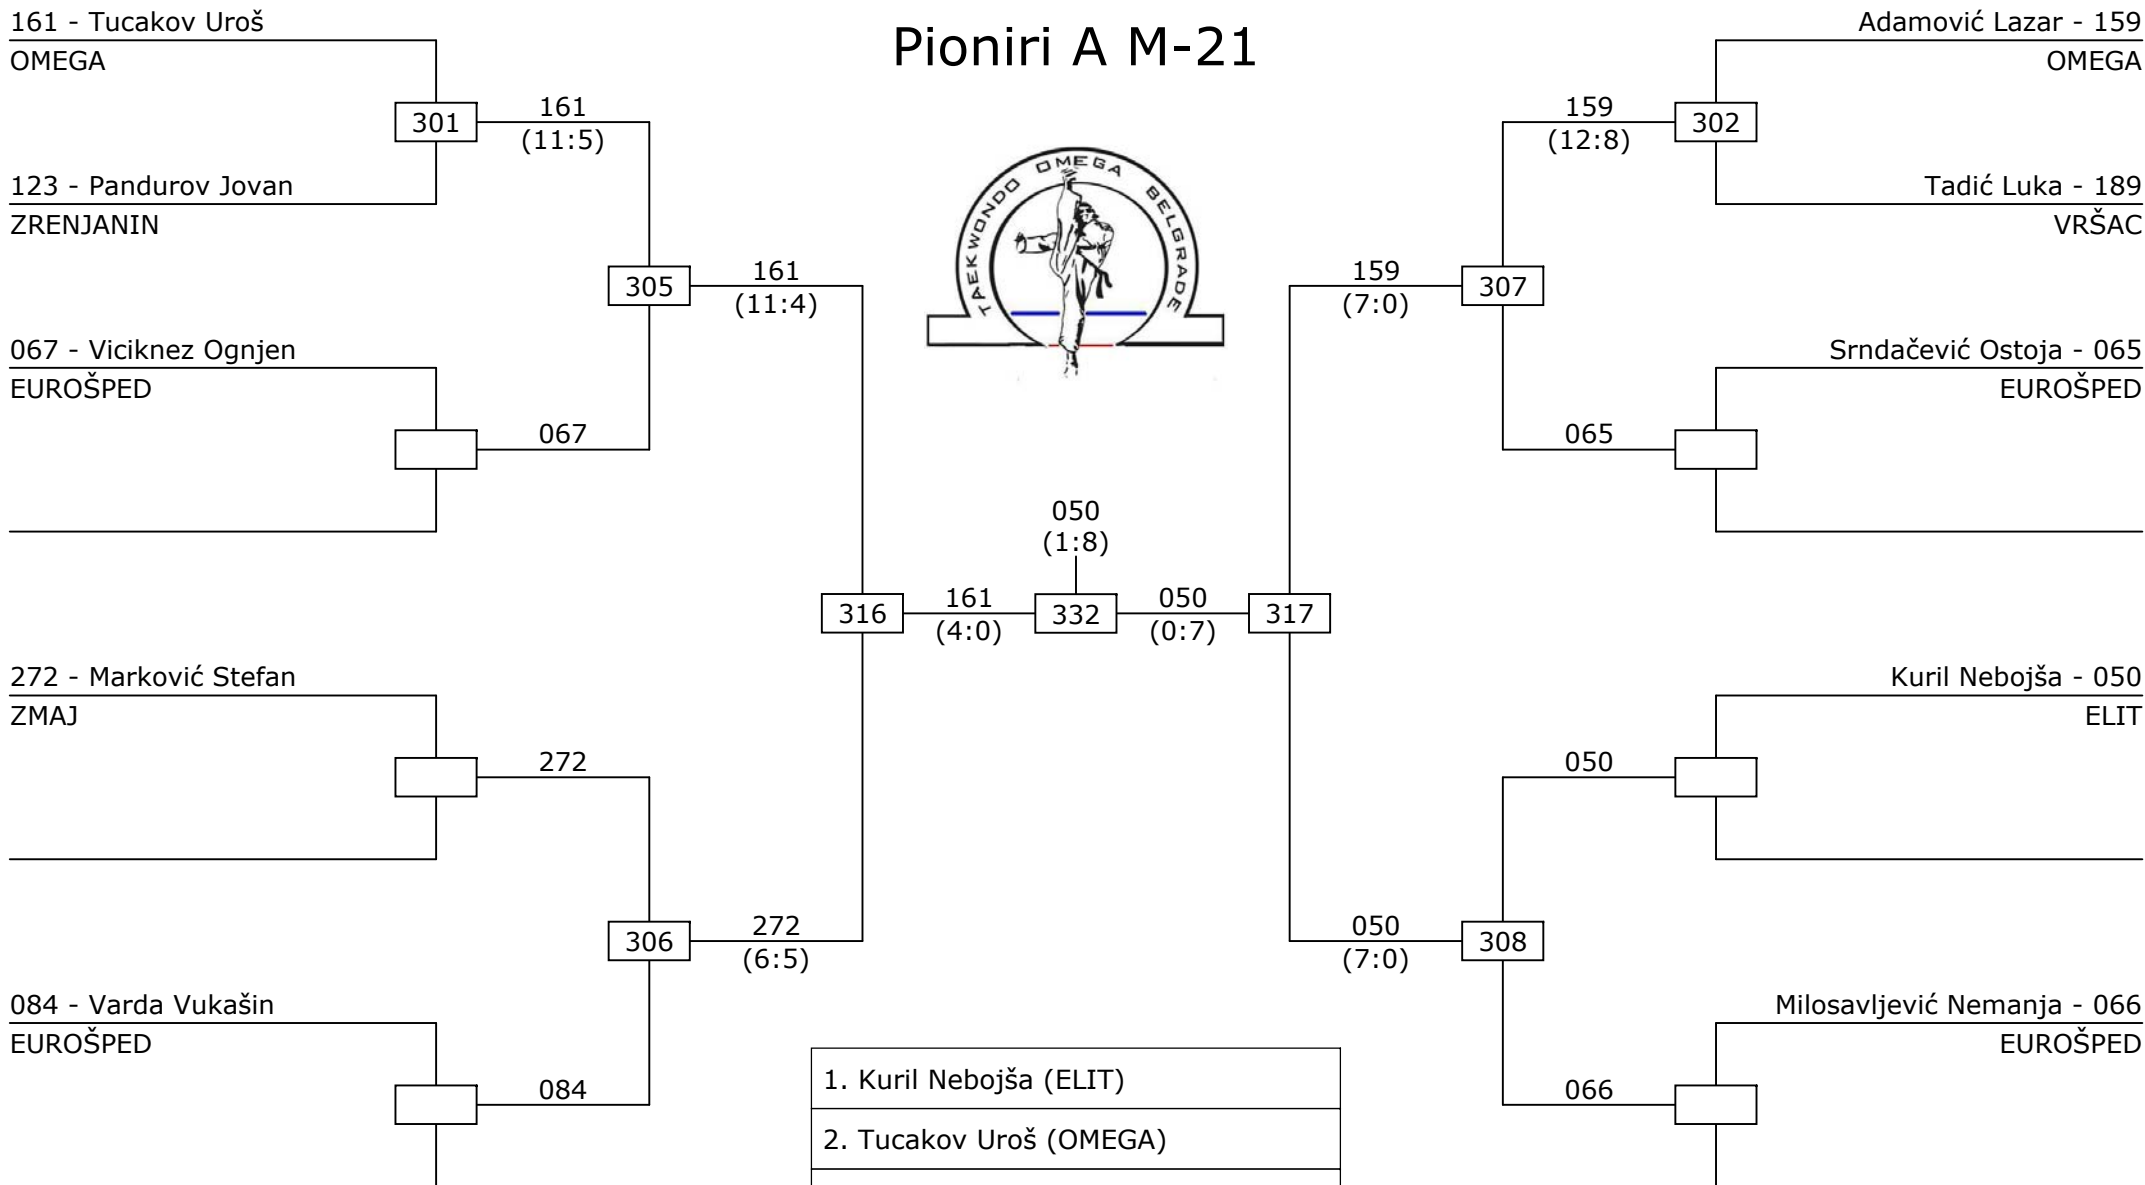 Pioniri A M-21
161 - Tucakov Uroš
OMEGA
123 - Pandurov Jovan
ZRENJANIN
067 - Viciknez Ognjen
EUROŠPED
272 - Marković Stefan
ZMAJ
084 - Varda Vukašin
EUROŠPED
301
161
(11:5)
067
272
084
305
161
(11:4)
306
272
(6:5)
316
161
(4:0)
TAEKWONDO OMEGA BELGRADE
050
(1:8)
332
050
(0:7)
317
159
(7:0)
307
050
(7:0)
308
159
(12:8)
302
065
050
066
Adamović Lazar - 159
OMEGA
Tadić Luka - 189
VRŠAC
Srndačević Ostoja - 065
EUROŠPED
Kuril Nebojša - 050
ELIT
Milosavljević Nemanja - 066
EUROŠPED
1. Kuril Nebojša (ELIT)
2. Tucakov Uroš (OMEGA)